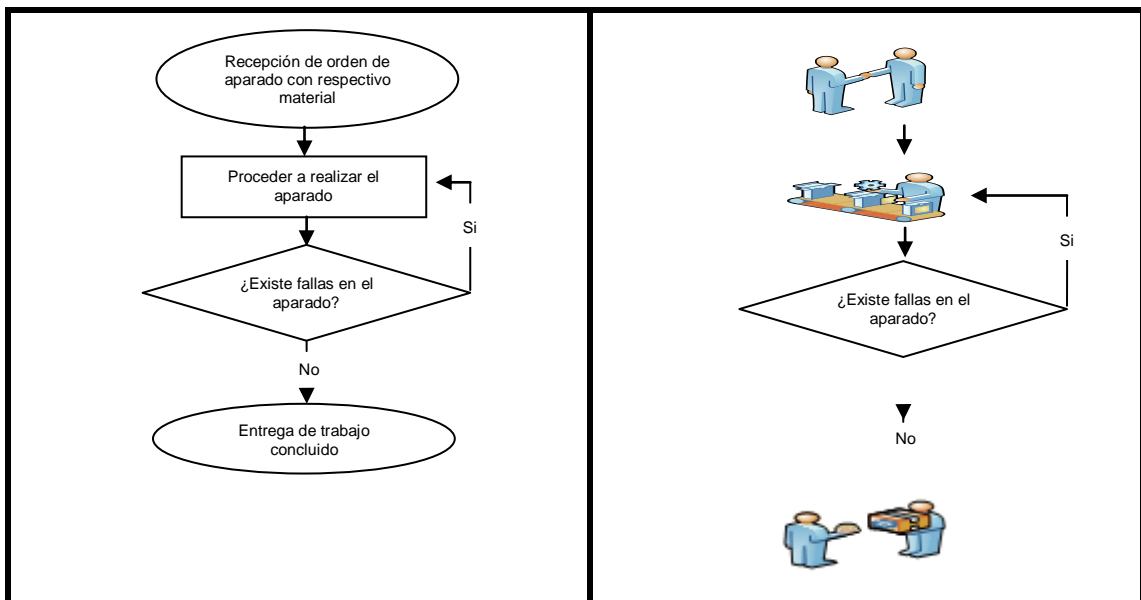 Recepción de orden de
aparado con respectivo
material
Proceder a realizar el
aparado
Si
¿Existe fallas en el
aparado?
No
Entrega de trabajo
concluido
Si
¿Existe fallas en el
aparado?
No